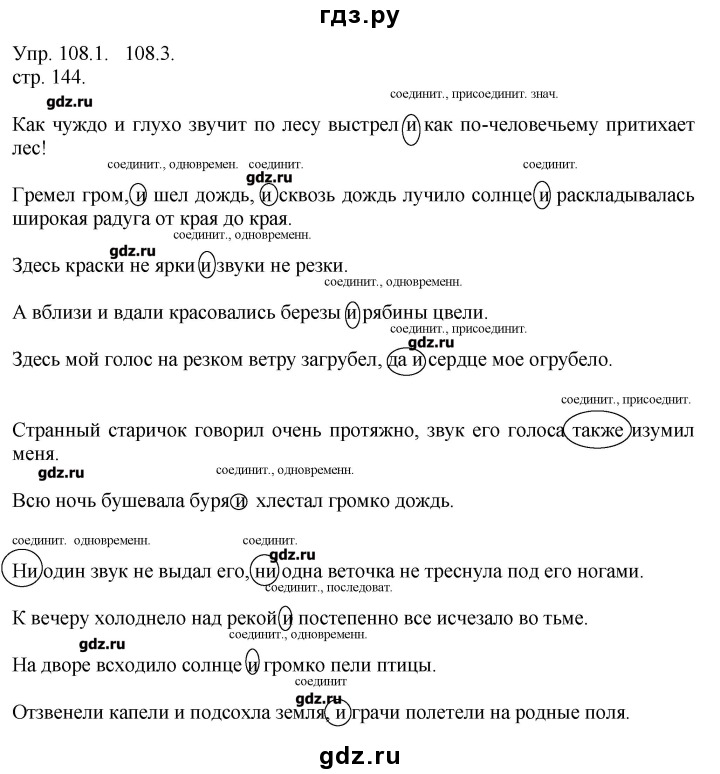 гдз.ру
Упр. 108.1. 108.3.
стр. 144.
gdz.ru
соединит., присоединит. знач.
Как чуждо и глухо звучит по лесу выстрел и как по-человечьему притихает
лес!
соединит., одновремен. соединит. соединит.
gdz.ru
Гремел гром, и шел дождь, и сквозь дождь лучило солнце и раскладывалась
широкая радуга от края до края.
соединит., одновременн.
gdz.ru
Здесь краски не ярки и звуки не резки.
соединит., одновременн.
А вблизи и вдали красовались березы и рябины цвели.
соединит., присоединит.
gdz.ru
Здесь мой голос на резком ветру загрубел, да и сердце мое огрубело.
соединит., присоеднит.
Странный старичок говорил очень протяжно, звук его голоса также изумил
меня.
gdz.ru
соединит., одновременн.
Всю ночь бушевала буря и хлестал громко дождь.
соединит. одновременн. соединит.
gdz.ru
Ни один звук не выдал его, ни одна веточка не треснула под его ногами.
соединит., последоват.
К вечеру холоднело над рекой и постепенно все исчезало во тьме.
соединит., одновременн.
gdz.ru
На дворе всходило солнце и громко пели птицы.
соединит
gdz.ru
Отзвенели капели и подсохла земля, и грачи полетели на родные поля.
gdz.ru